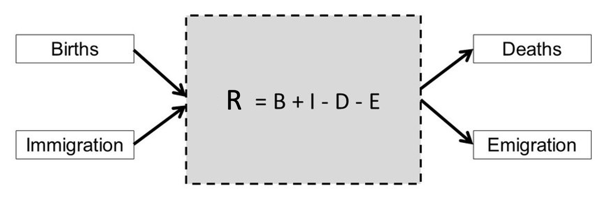 Births
Immigration
R = B + I - D - E
Deaths
Emigration